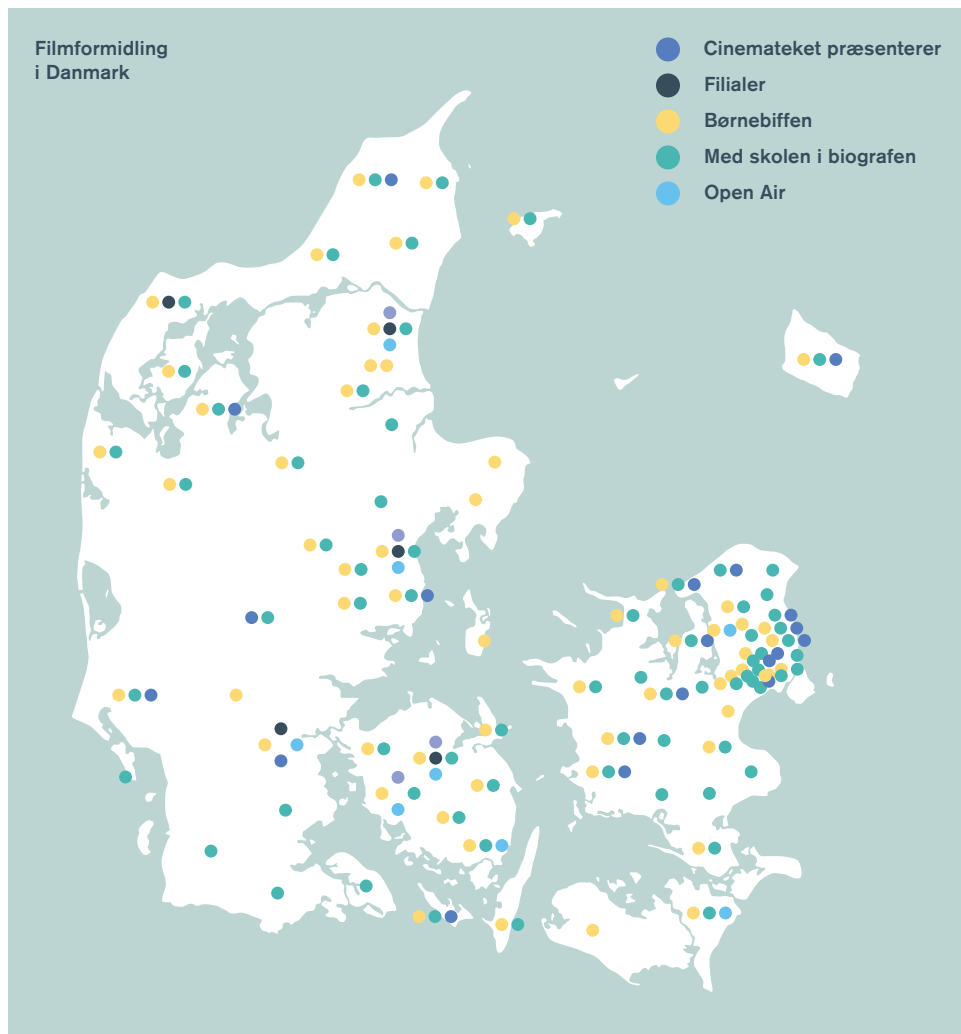 Filmformidling
i Danmark
Cinemateket præsenterer
Filialer
Børnebiffen
Med skolen i biografen
Open Air